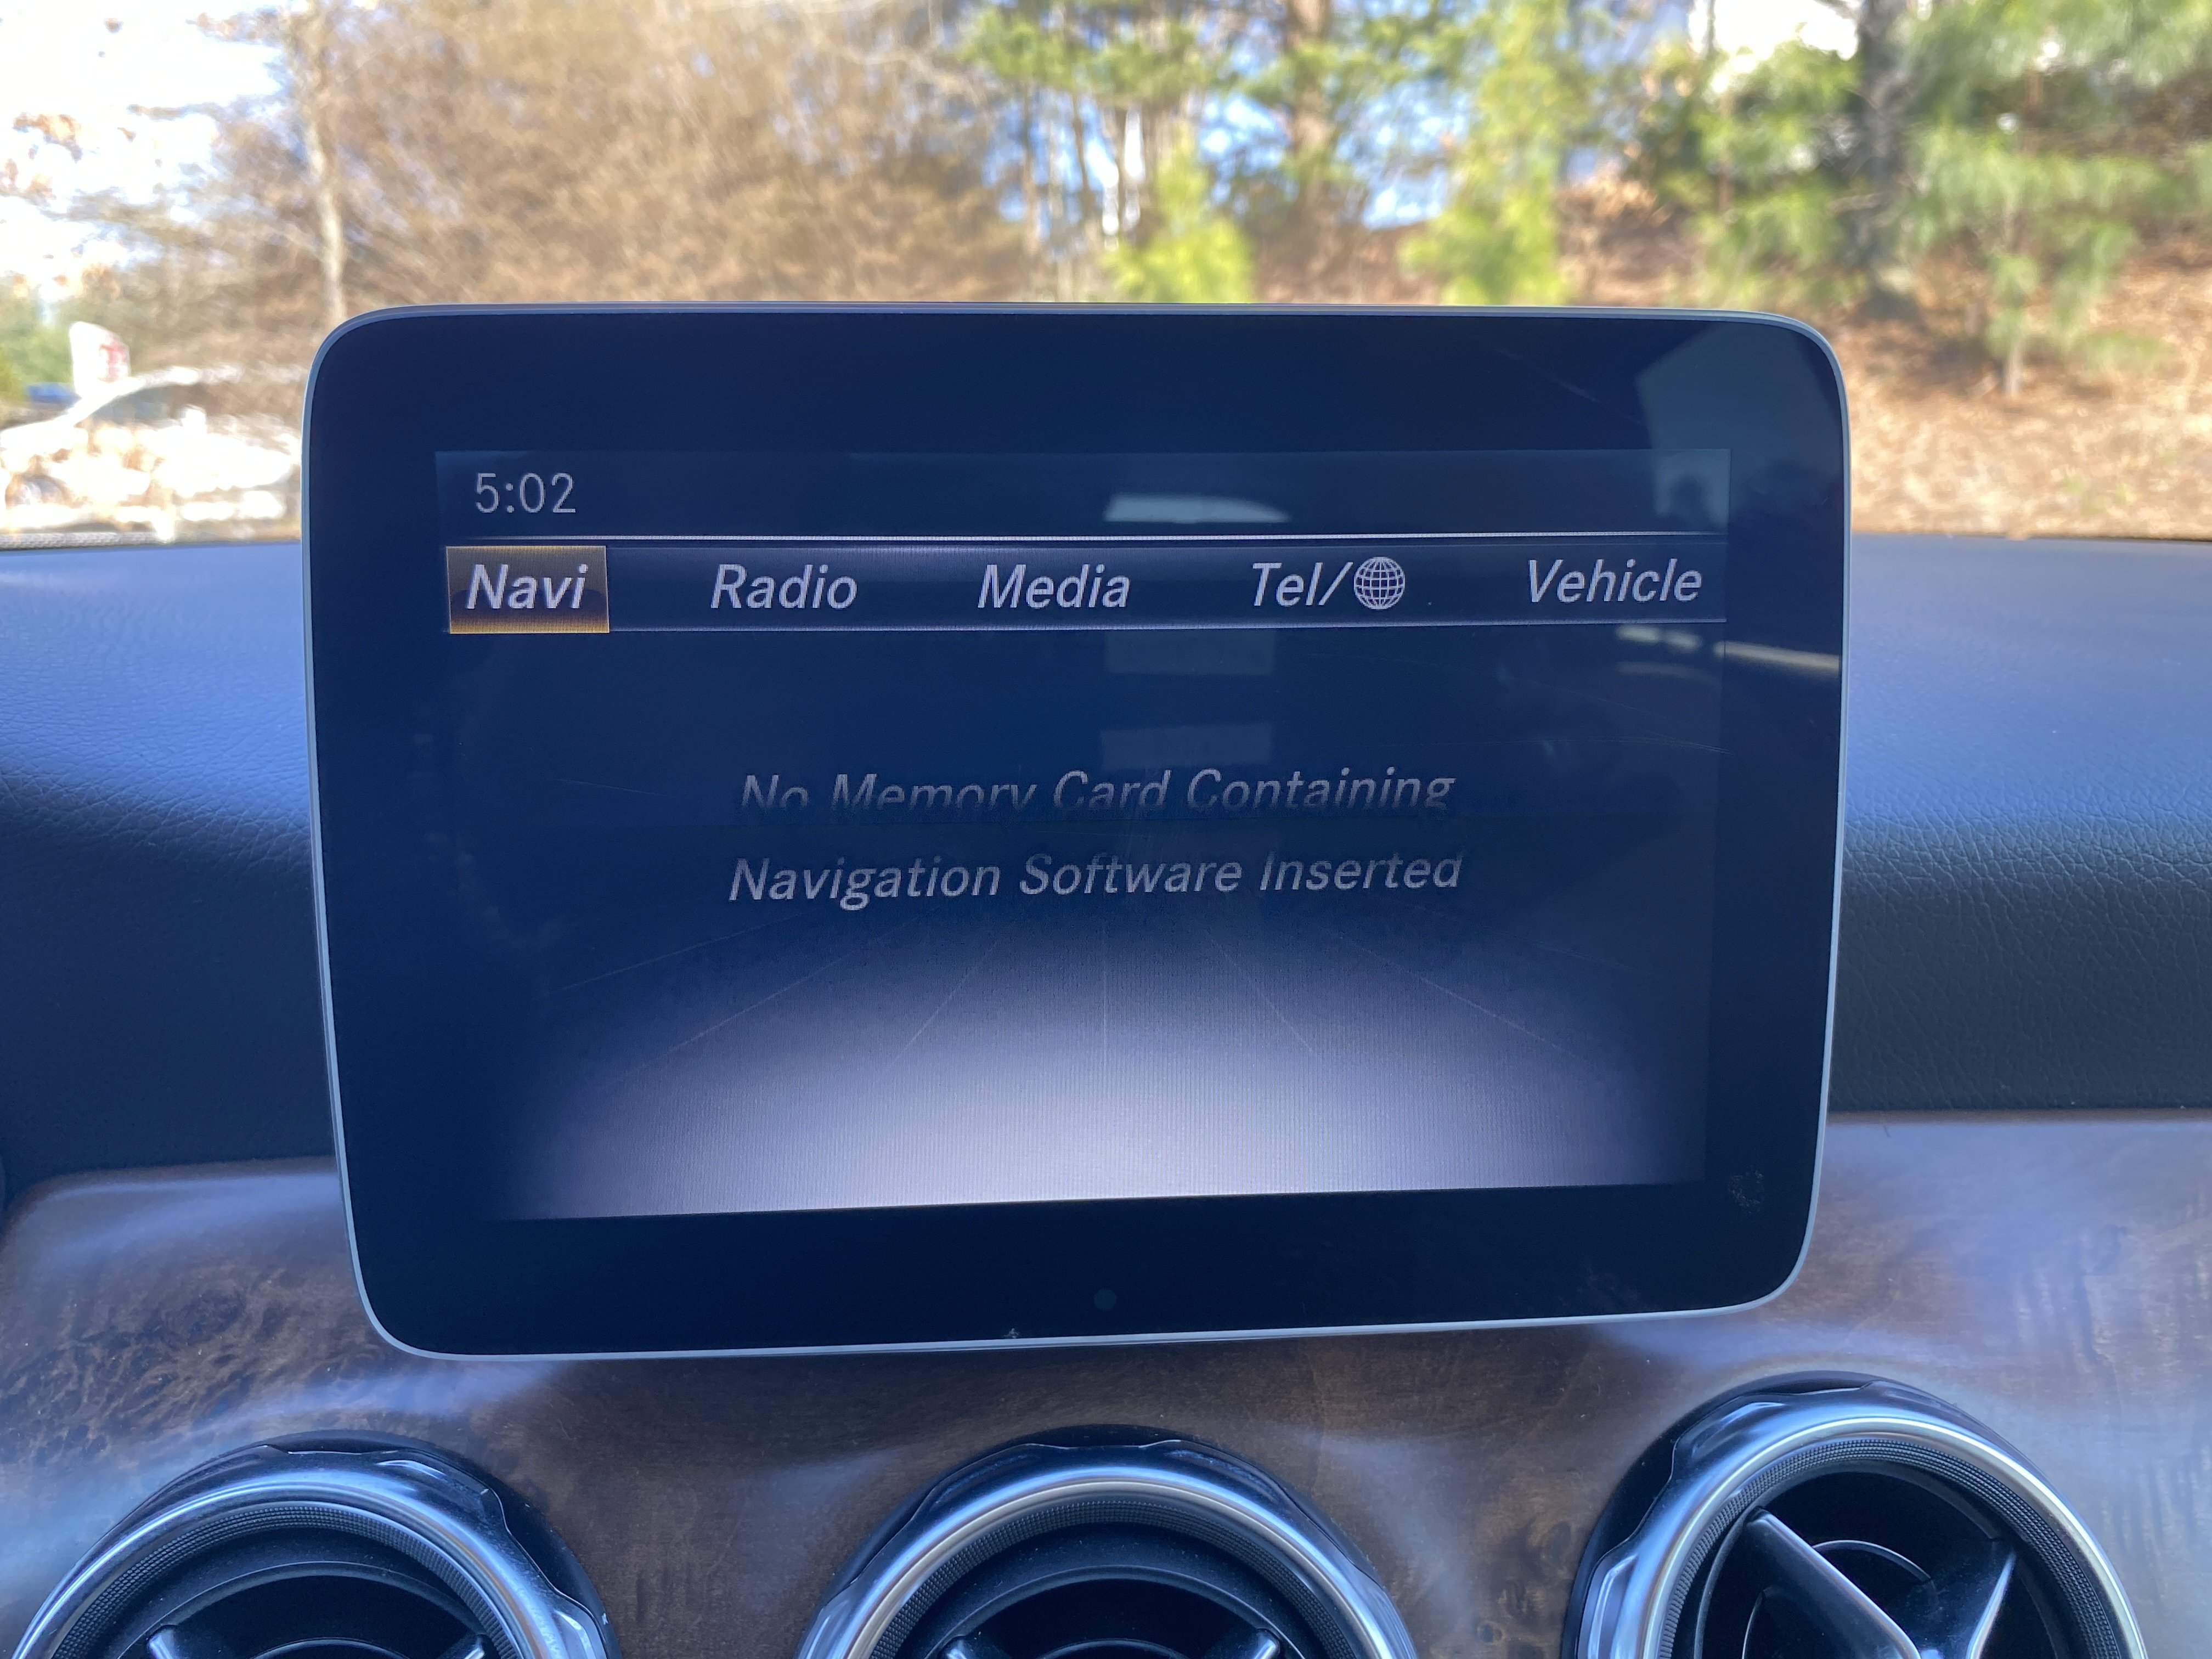 5:02
Navi Radio Media Tel/ Vehicle
No Memory Card Containing
Navigation Software Inserted